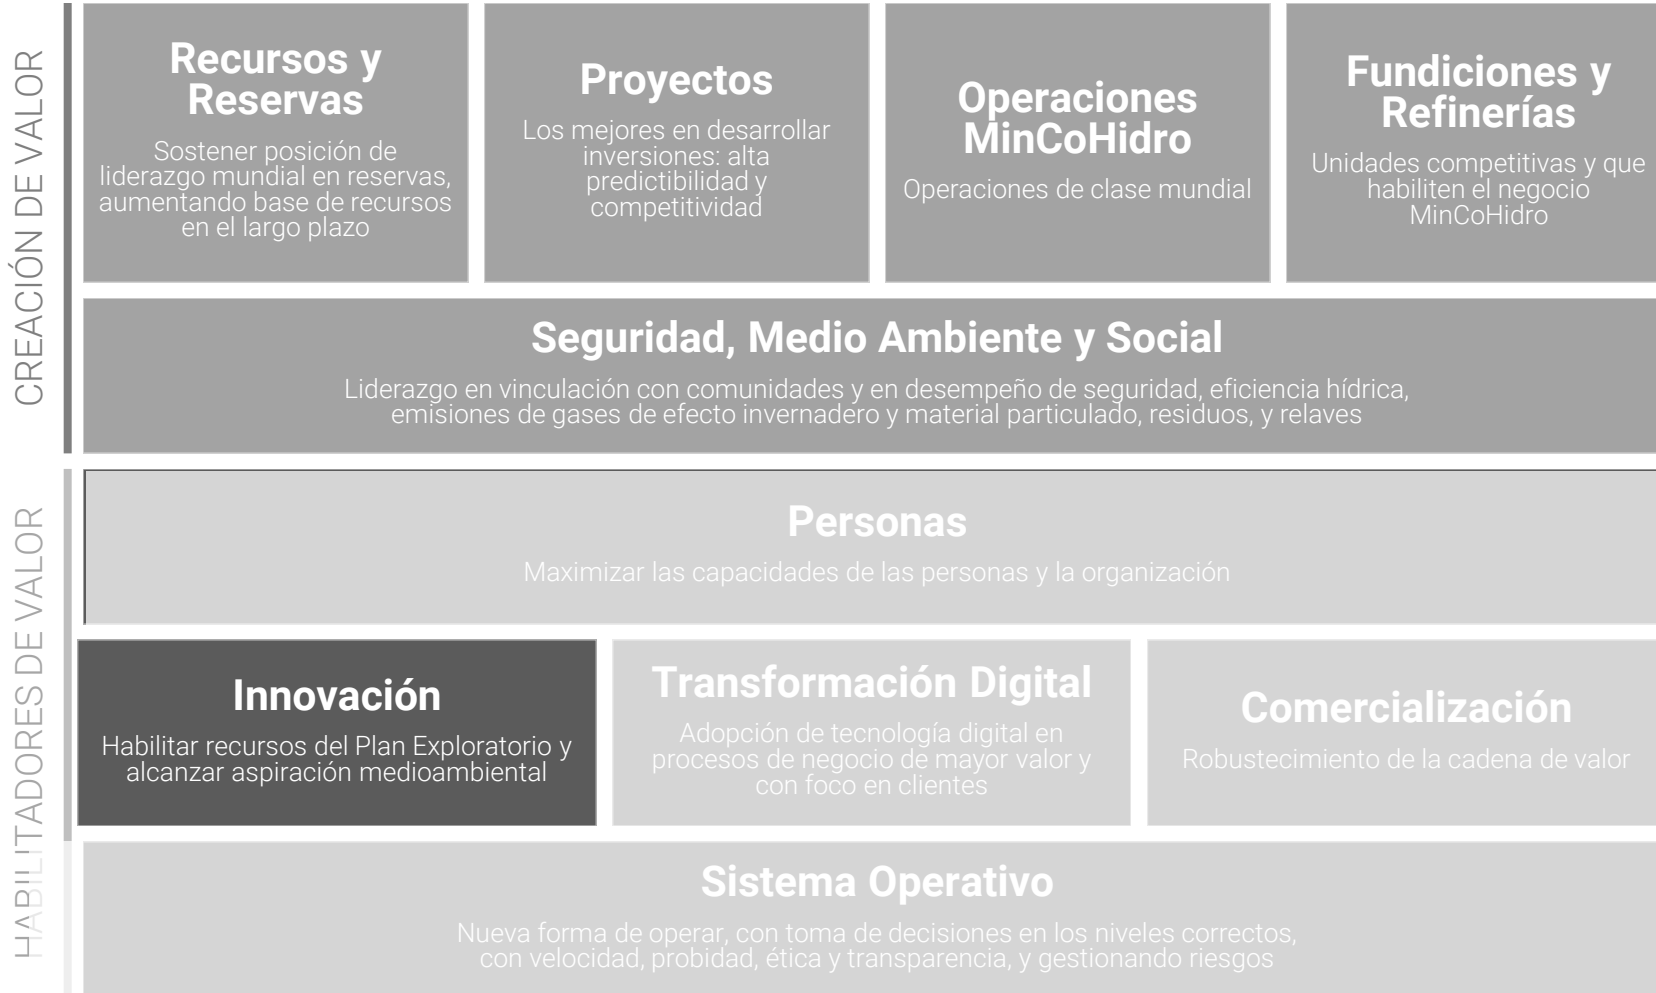 CREACIÓN DE VALOR
Recursos y
Reservas
Sostener posición de
liderazgo mundial en reservas,
aumentando base de recursos
en el largo plazo
Proyectos
Los mejores en desarrollar
inversiones: alta
predictibilidad y
competitividad
Operaciones
MinCoHidro
Operaciones de clase mundial
Fundiciones y
Refinerías
Unidades competitivas y que
habiliten el negocio
MinCoHidro
Seguridad, Medio Ambiente y Social
Liderazgo en vinculación con comunidades y en desempeño de seguridad, eficiencia hídrica,
emisiones de gases de efecto invernadero y material particulado, residuos, y relaves
HABILITADORES DE VALOR
Personas
Maximizar las capacidades de las personas y la organización
Innovación
Habilitar recursos del Plan Exploratorio y
alcanzar aspiración medioambiental
Transformación Digital
Adopción de tecnología digital en
procesos de negocio de mayor valor y
con foco en clientes
Comercialización
Robustecimiento de la cadena de valor
Sistema Operativo
Nueva forma de operar, con toma de decisiones en los niveles correctos,
con velocidad, probidad, ética y transparencia, y gestionando riesgos